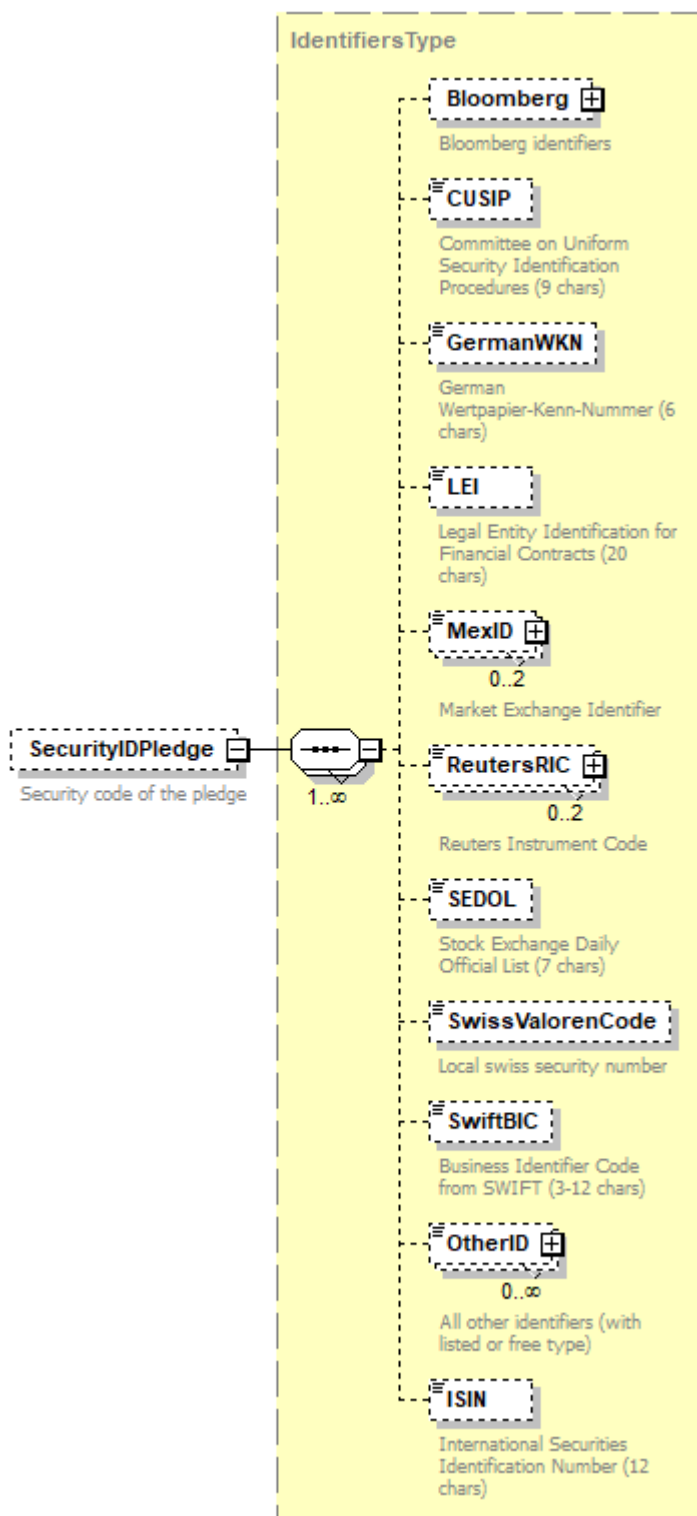 IdentifiersType
Bloomberg
Bloomberg identifiers
CUSIP
Committee on Uniform
Security Identification
Procedures (9 chars)
GermanWKN
German
Wertpapier-Kenn-Nummer (6
chars)
LEI
Legal Entity Identification for
Financial Contracts (20
chars)
MexID
0..2
Market Exchange Identifier
SecurityIDPledge
Security code of the pledge
1..∞
ReutersRIC
0..2
Reuters Instrument Code
SEDOL
Stock Exchange Daily
Official List (7 chars)
SwissValorenCode
Local swiss security number
SwiftBIC
Business Identifier Code
from SWIFT (3-12 chars)
OtherID
0..∞
All other identifiers (with
listed or free type)
ISIN
International Securities
Identification Number (12
chars)